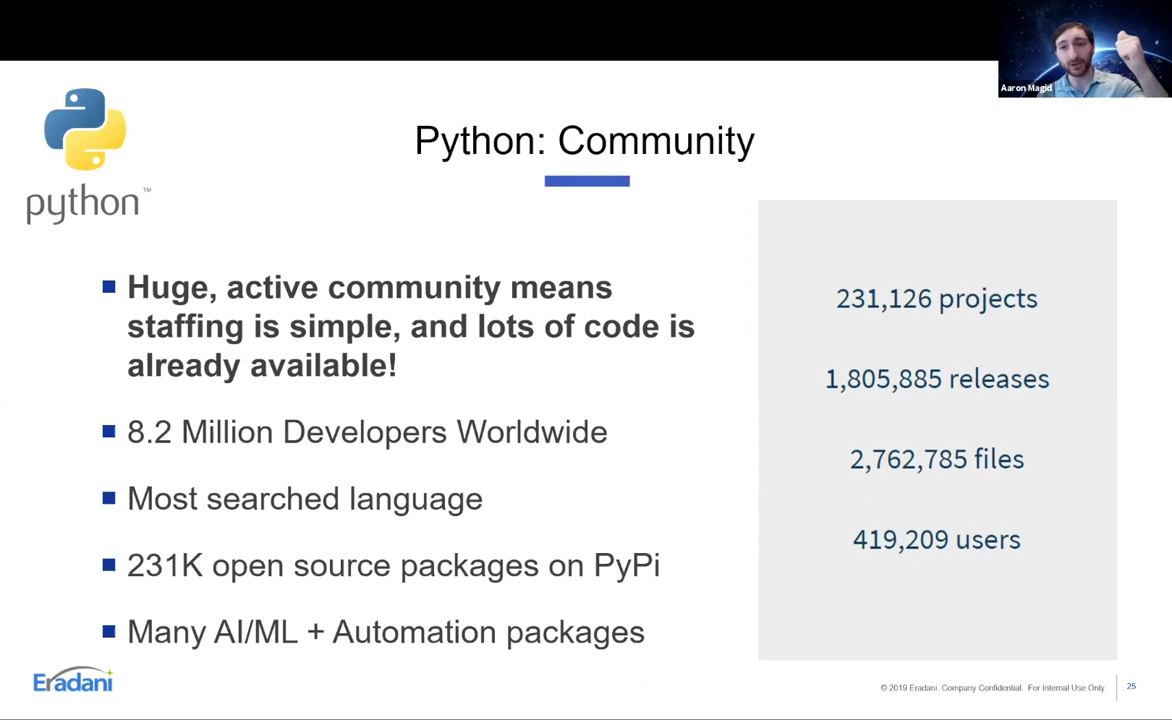 Aaron Magid
python™
Python: Community
Huge, active community means
staffing is simple, and lots of code is
already available!
8.2 Million Developers Worldwide
Most searched language
231K open source packages on PyPi
Many AI/ML + Automation packages
231,126 projects
1,805,885 releases
2,762,785 files
419,209 users
Eradani
© 2019 Eradani. Company Confidential. For Internal Use Only
25